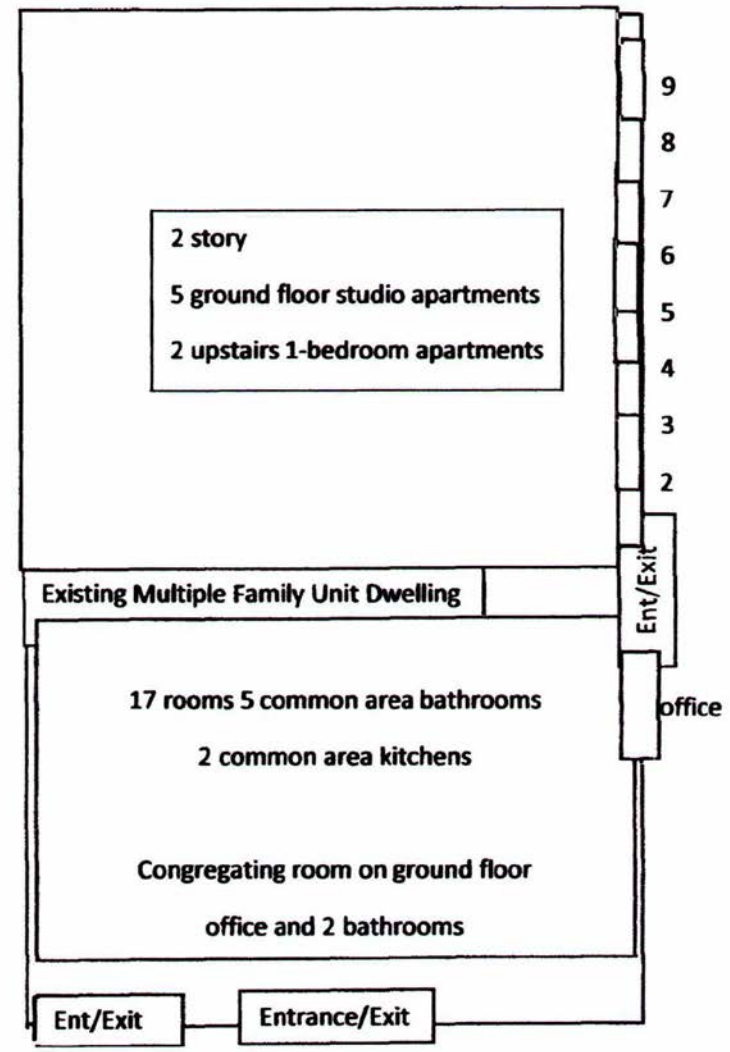 9
8
7
2 story
6
5 ground floor studio apartments
5
2 upstairs 1-bedroom apartments
4
3
2
Ent/Exit
Existing Multiple Family Unit Dwelling
17 rooms 5 common area bathrooms
office
2 common area kitchens
Congregating room on ground floor
office and 2 bathrooms
Ent/Exit
Entrance/Exit